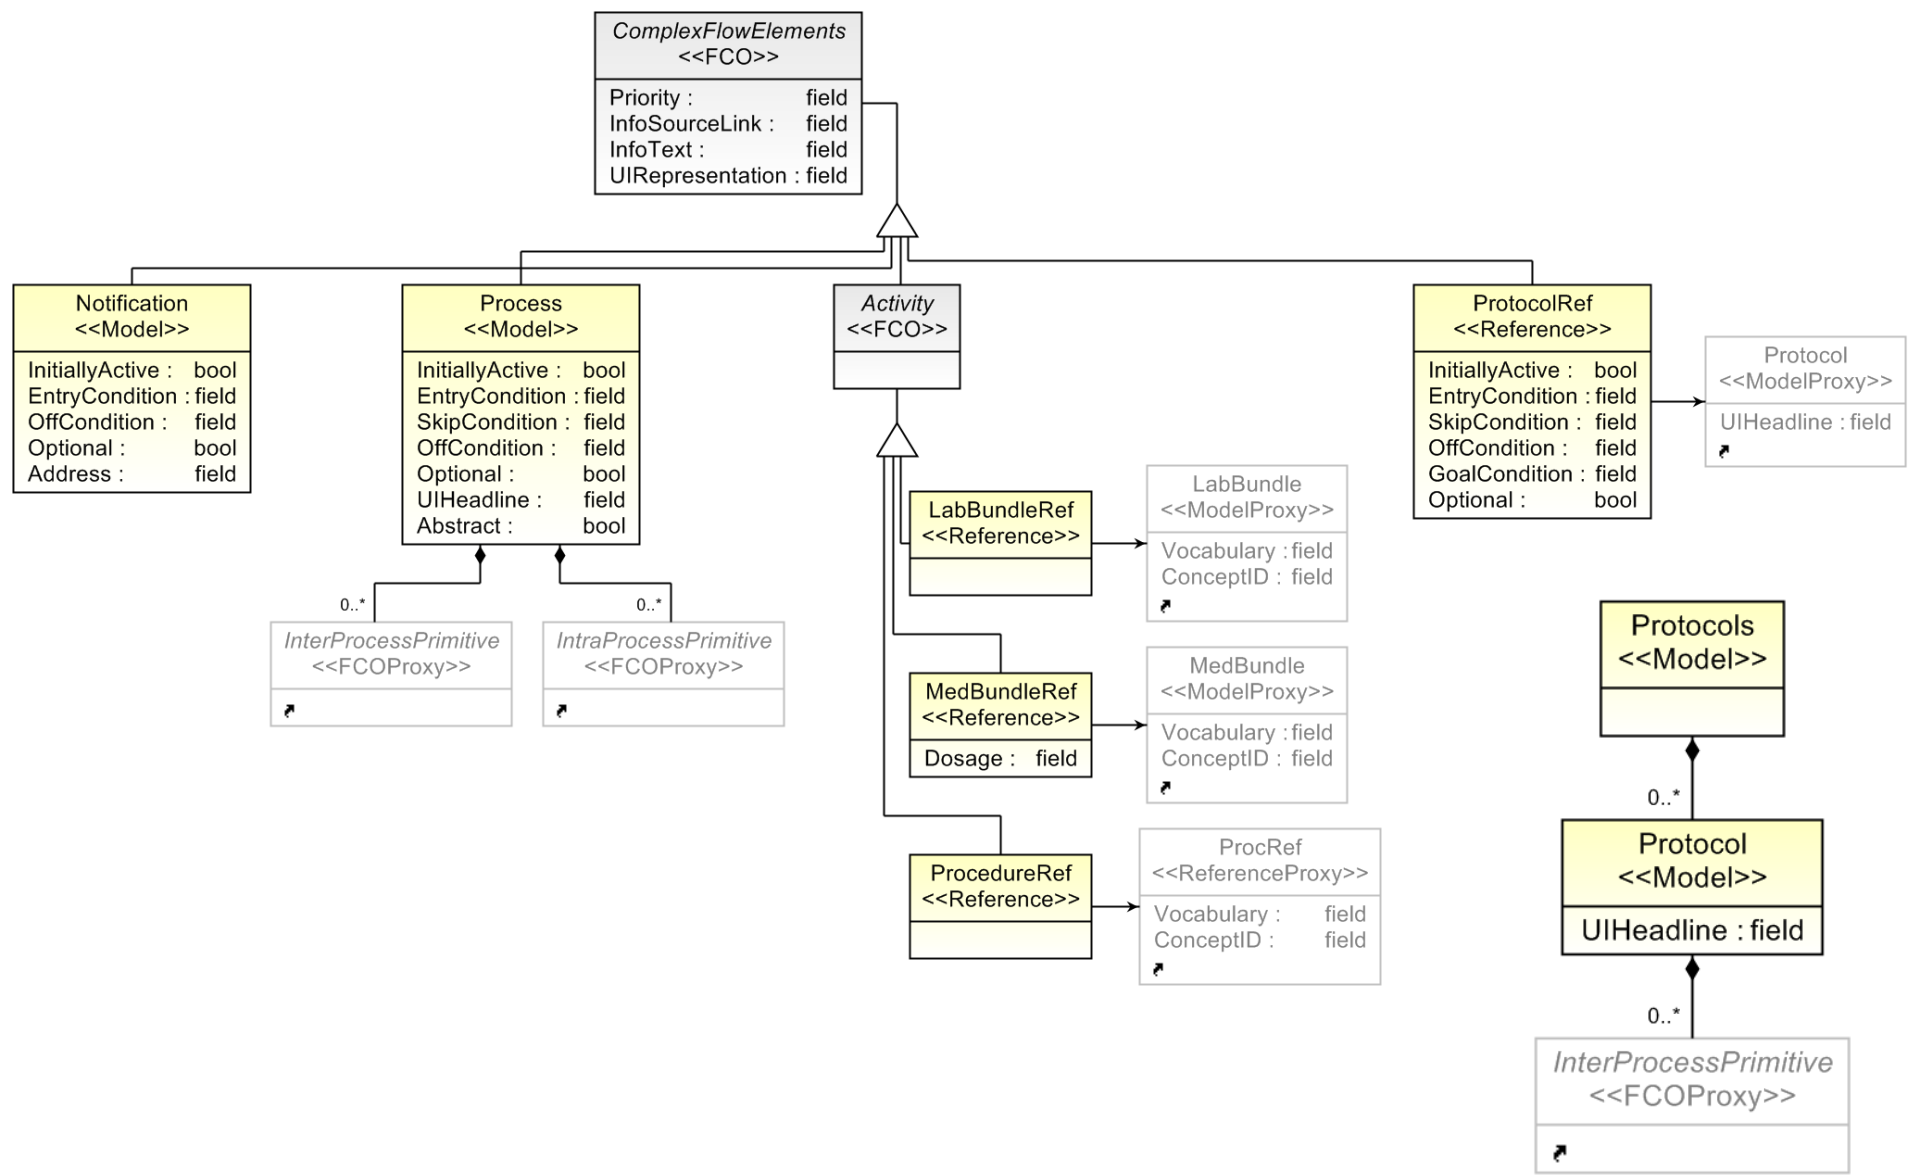 ComplexFlowElements
<<FCO>>
Priority : field
InfoSourceLink : field
InfoText : field
UIRepresentation : field
Notification
<<Model>>
InitiallyActive : bool
EntryCondition : field
OffCondition : field
Optional : bool
Address : field
Process
<<Model>>
InitiallyActive : bool
EntryCondition : field
SkipCondition : field
OffCondition : field
Optional : bool
UIHeadline : field
Abstract : bool
0..*
0..*
InterProcessPrimitive
<<FCOProxy>>
IntraProcessPrimitive
<<FCOProxy>>
Activity
<<FCO>>
LabBundleRef
<<Reference>>
LabBundle
<<ModelProxy>>
Vocabulary : field
ConceptID : field
MedBundleRef
<<Reference>>
Dosage : field
MedBundle
<<ModelProxy>>
Vocabulary : field
ConceptID : field
ProcedureRef
<<Reference>>
ProcRef
<<ReferenceProxy>>
Vocabulary : field
ConceptID : field
ProtocolRef
<<Reference>>
InitiallyActive : bool
EntryCondition : field
SkipCondition : field
OffCondition : field
GoalCondition : field
Optional : bool
Protocol
<<ModelProxy>>
UIHeadline : field
Protocols
<<Model>>
0..*
Protocol
<<Model>>
UIHeadline : field
0..*
InterProcessPrimitive
<<FCOProxy>>